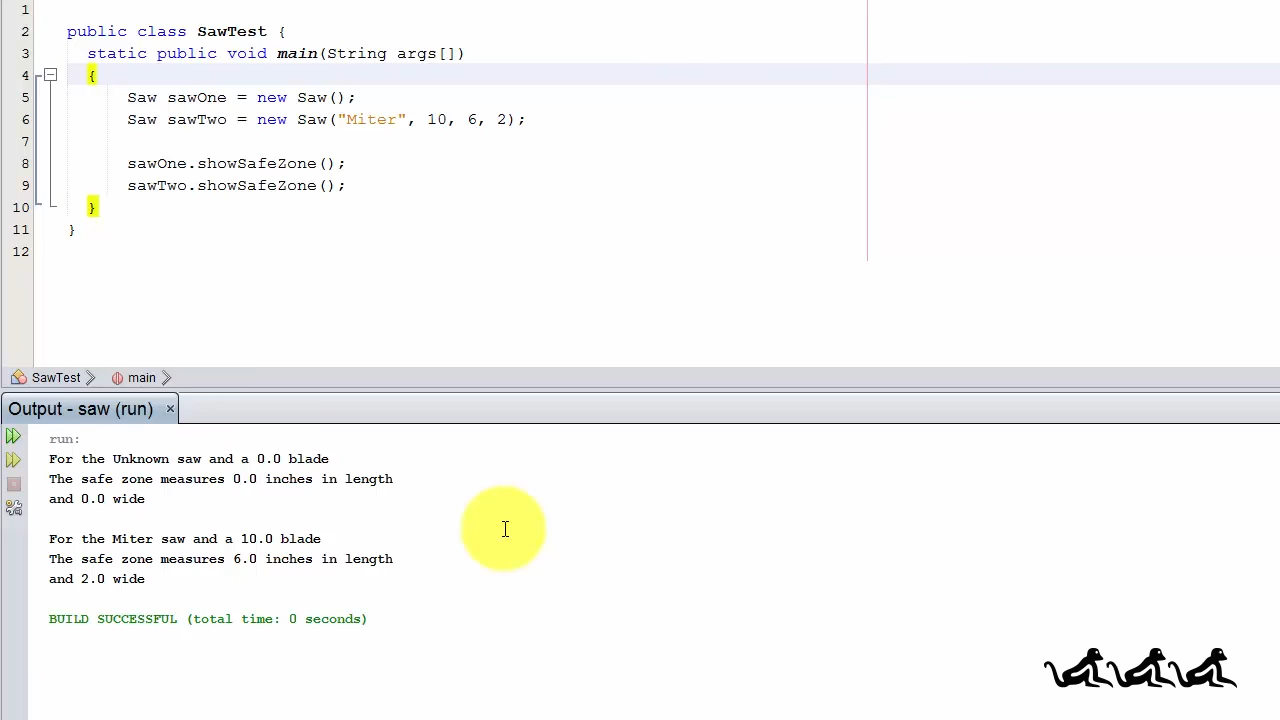 1
2 public class SawTest {
3 static public void main(String args[])
4 {
5 Saw sawOne = new Saw();
6 Saw sawTwo = new Saw("Miter", 10, 6, 2);
7
8 sawOne.showSafeZone();
9 sawTwo.showSafeZone();
10 }
11 }
12
SawTest main
Output - saw (run) ×
run:
For the Unknown saw and a 0.0 blade
The safe zone measures 0.0 inches in length
and 0.0 wide
For the Miter saw and a 10.0 blade
The safe zone measures 6.0 inches in length
and 2.0 wide
BUILD SUCCESSFUL (total time: 0 seconds)